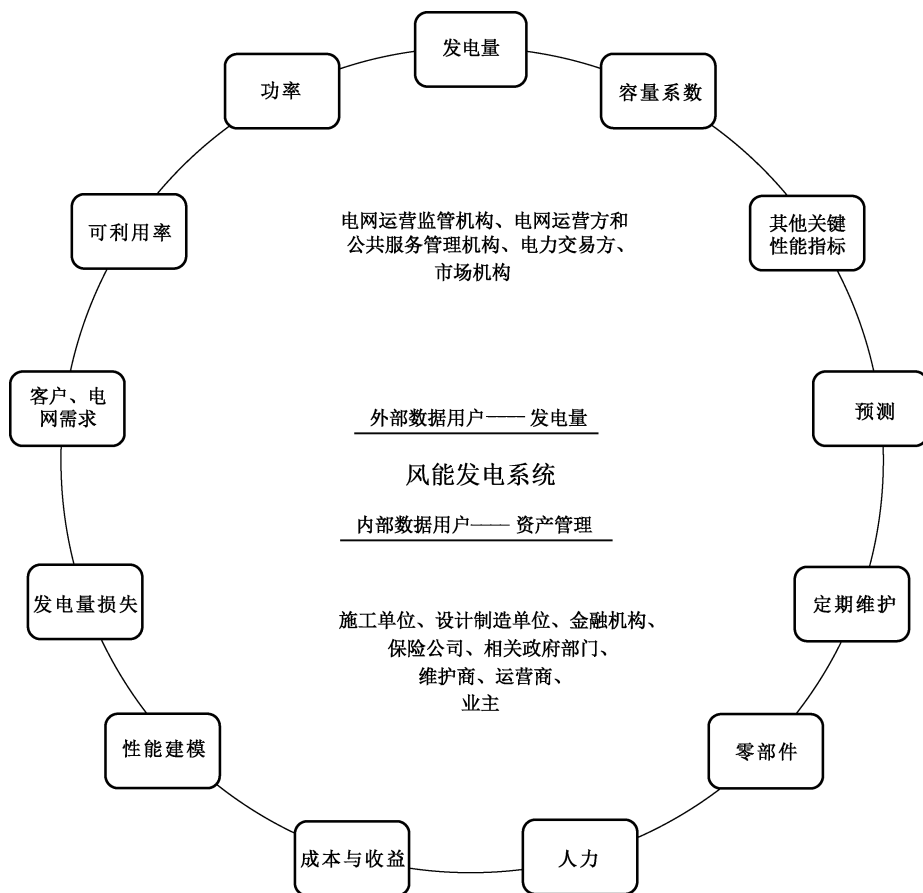 发电量
功率
容量系数
可利用率
其他关键
性能指标
电网运营监管机构、电网运营方和
公共服务管理机构、电力交易方、
市场机构
客户、电
网需求
预测
外部数据用户——发电量
风能发电系统
内部数据用户——资产管理
发电量损失
定期维护
施工单位、设计制造单位、金融机构、
保险公司、相关政府部门、
维护商、运营商、
业主
性能建模
零部件
成本与收益
人力